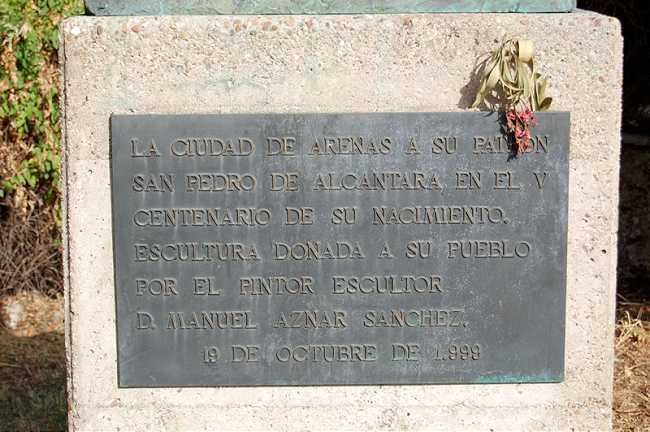 LA CIUDAD DE ARENAS A SU PATRON
SAN PEDRO DE ALCANTARA, EN EL V
CENTENARIO DE SU NACIMIENTO.
ESCULTURA DONADA A SU PUEBLO
POR EL PINTOR ESCULTOR
D. MANUEL AZNAR SANCHEZ.
19 DE OCTUBRE DE 1.999